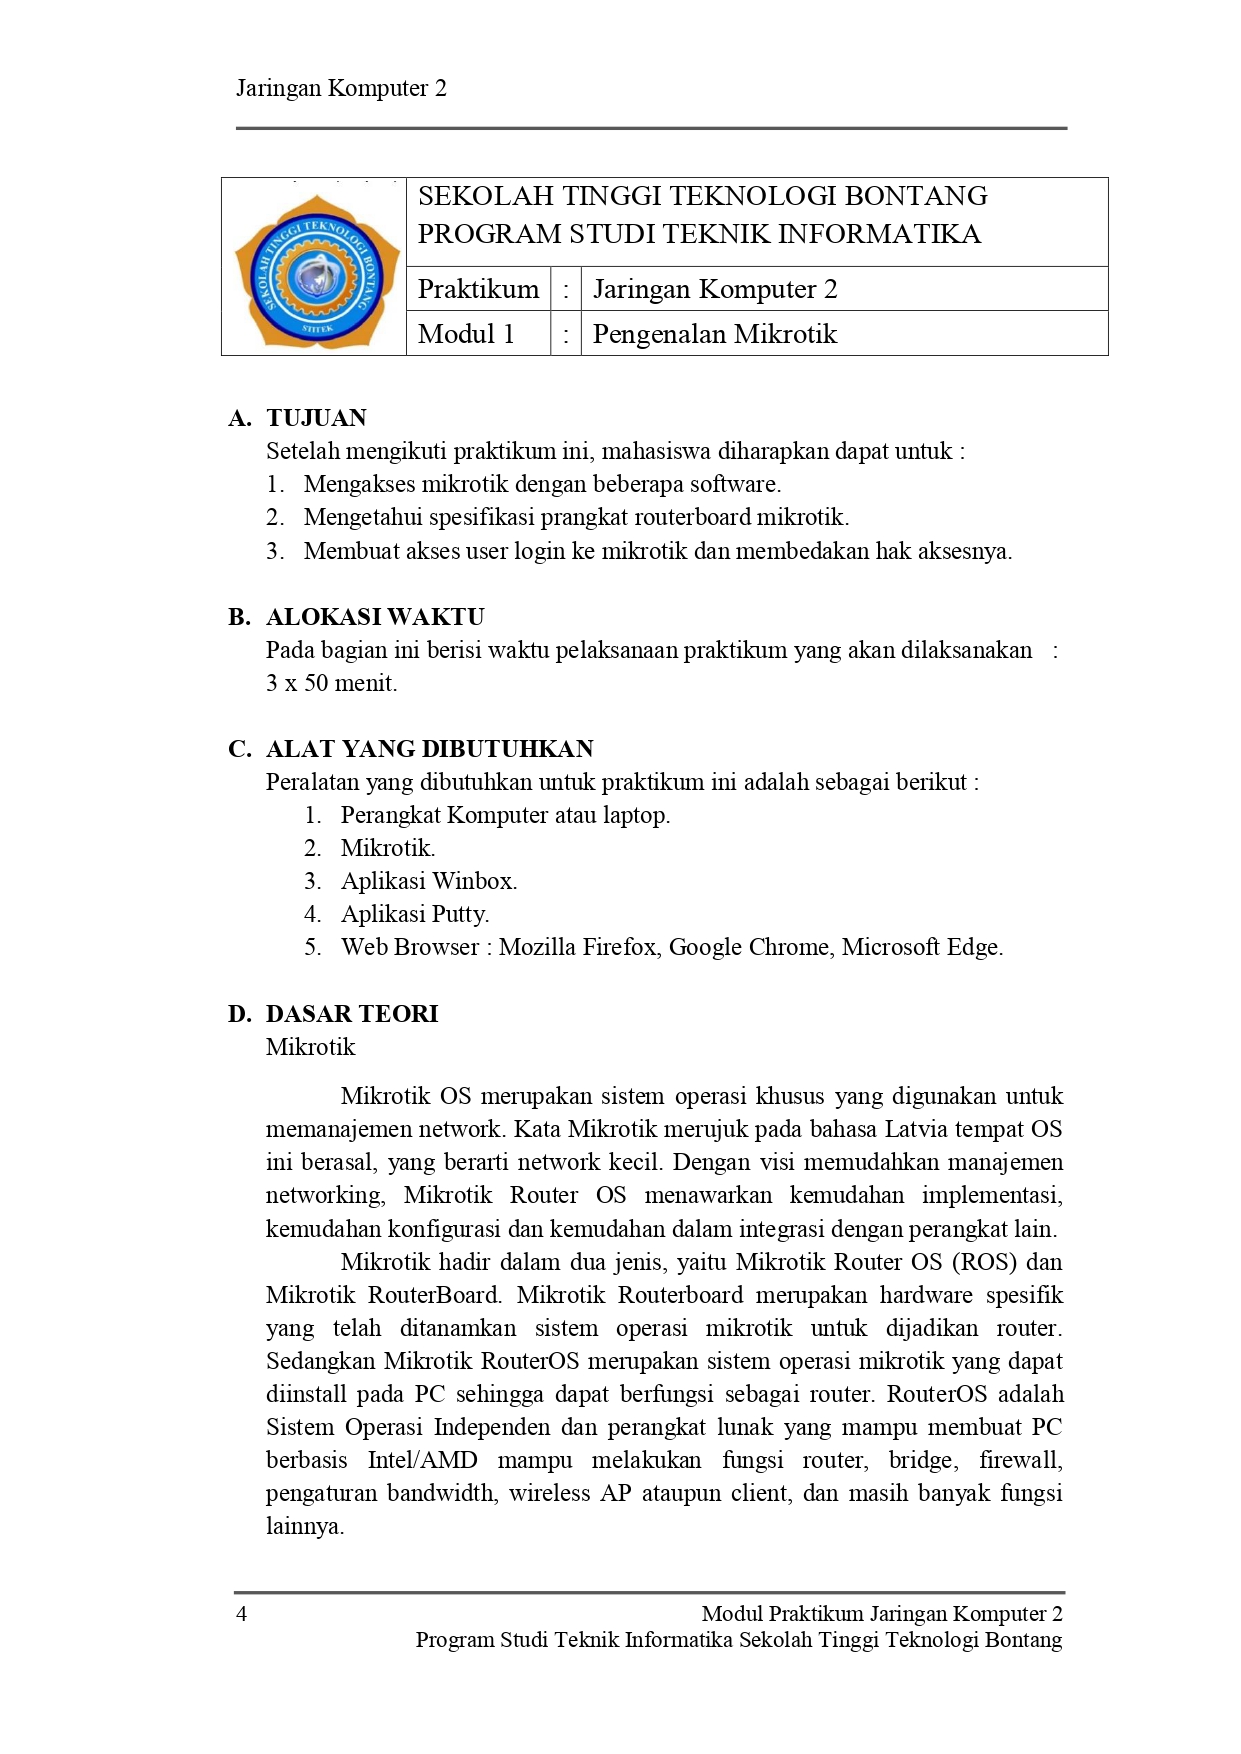 Jaringan Komputer 2
SEKOLAH TINGGI TEKNOLOGI BONTANG
PROGRAM STUDI TEKNIK INFORMATIKA
SEKOLAH TINGGI TEKNOLOGI BONTANG
STITEK
Praktikum : Jaringan Komputer 2
Modul 1 : Pengenalan Mikrotik
A. TUJUAN
Setelah mengikuti praktikum ini, mahasiswa diharapkan dapat untuk :
1. Mengakses mikrotik dengan beberapa software.
2. Mengetahui spesifikasi prangkat routerboard mikrotik.
3. Membuat akses user login ke mikrotik dan membedakan hak aksesnya.
B. ALOKASI WAKTU
Pada bagian ini berisi waktu pelaksanaan praktikum yang akan dilaksanakan :
3 x 50 menit.
C. ALAT YANG DIBUTUHKAN
Peralatan yang dibutuhkan untuk praktikum ini adalah sebagai berikut :
1. Perangkat Komputer atau laptop.
2. Mikrotik.
3. Aplikasi Winbox.
4. Aplikasi Putty.
5. Web Browser : Mozilla Firefox, Google Chrome, Microsoft Edge.
D. DASAR TEORI
Mikrotik
Mikrotik OS merupakan sistem operasi khusus yang digunakan untuk
memanajemen network. Kata Mikrotik merujuk pada bahasa Latvia tempat OS
ini berasal, yang berarti network kecil. Dengan visi memudahkan manajemen
networking, Mikrotik Router OS menawarkan kemudahan implementasi,
kemudahan konfigurasi dan kemudahan dalam integrasi dengan perangkat lain.
Mikrotik hadir dalam dua jenis, yaitu Mikrotik Router OS (ROS) dan
Mikrotik RouterBoard. Mikrotik Routerboard merupakan hardware spesifik
yang telah ditanamkan sistem operasi mikrotik untuk dijadikan router.
Sedangkan Mikrotik RouterOS merupakan sistem operasi mikrotik yang dapat
diinstall pada PC sehingga dapat berfungsi sebagai router. RouterOS adalah
Sistem Operasi Independen dan perangkat lunak yang mampu membuat PC
berbasis Intel/AMD mampu melakukan fungsi router, bridge, firewall,
pengaturan bandwidth, wireless AP ataupun client, dan masih banyak fungsi
lainnya.
4 Modul Praktikum Jaringan Komputer 2
Program Studi Teknik Informatika Sekolah Tinggi Teknologi Bontang